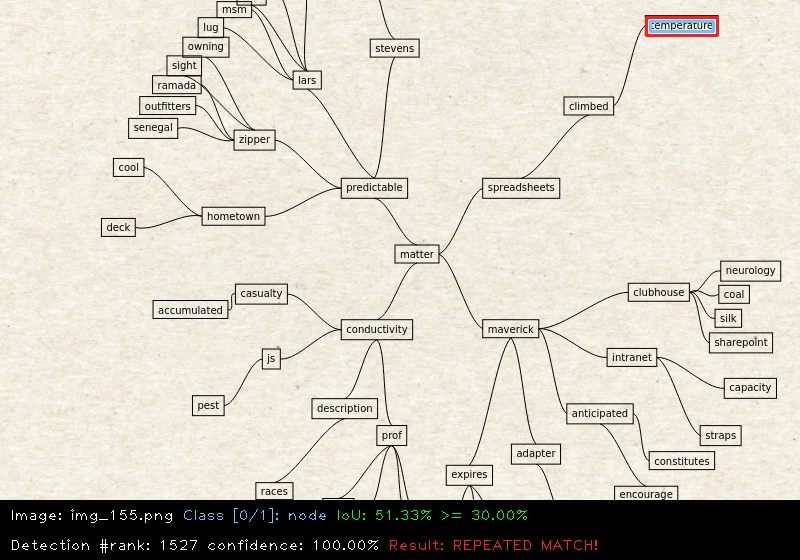 msm
lug
owning
stevens
temperature
sight
lars
ramada
outfitters
climbed
senegal
zipper
cool
predictable
spreadsheets
hometown
deck
matter
neurology
clubhouse
coal
casualty
accumulated
silk
conductivity
maverick
sharepoint
js
intranet
capacity
pest
description
anticipated
prof
straps
adapter
constitutes
expires
races
encourage
Image: img_155.png Class [0/1]: node IoU: 51.33% >= 30.00%
Detection #rank: 1527 confidence: 100.00% Result: REPEATED MATCH!